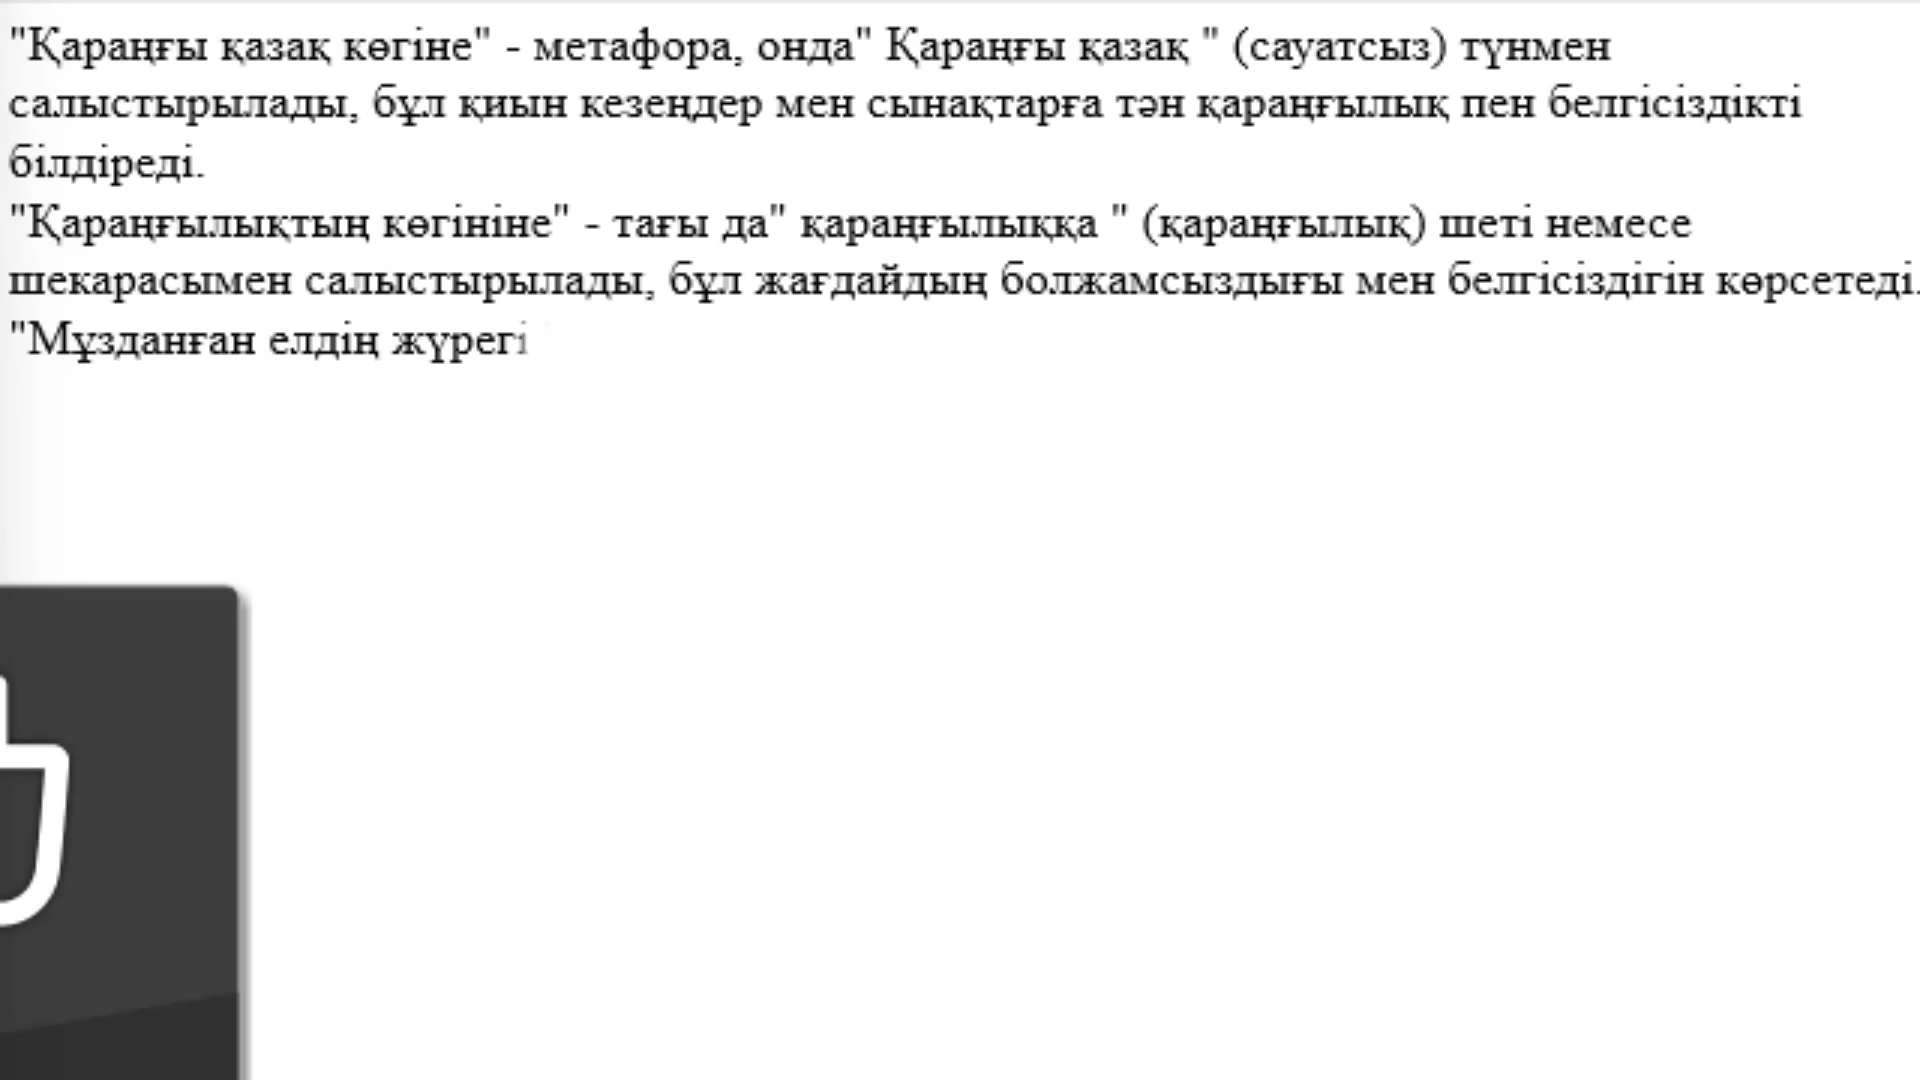 "Қараңғы қазақ көгіне" - метафора, онда" Қараңғы қазақ " (сауатсыз) түнмен
салыстырылады, бұл қиын кезеңдер мен сынақтарға тән қараңғылық пен белгісіздікті
білдіреді.
"Қараңғылықтың көгініне" - тағы да" қараңғылыққа " (қараңғылық) шеті немесе
шекарасымен салыстырылады, бұл жағдайдың болжамсыздығы мен белгісіздігін көрсетеді.
"Мұзданған елдің жүрегі